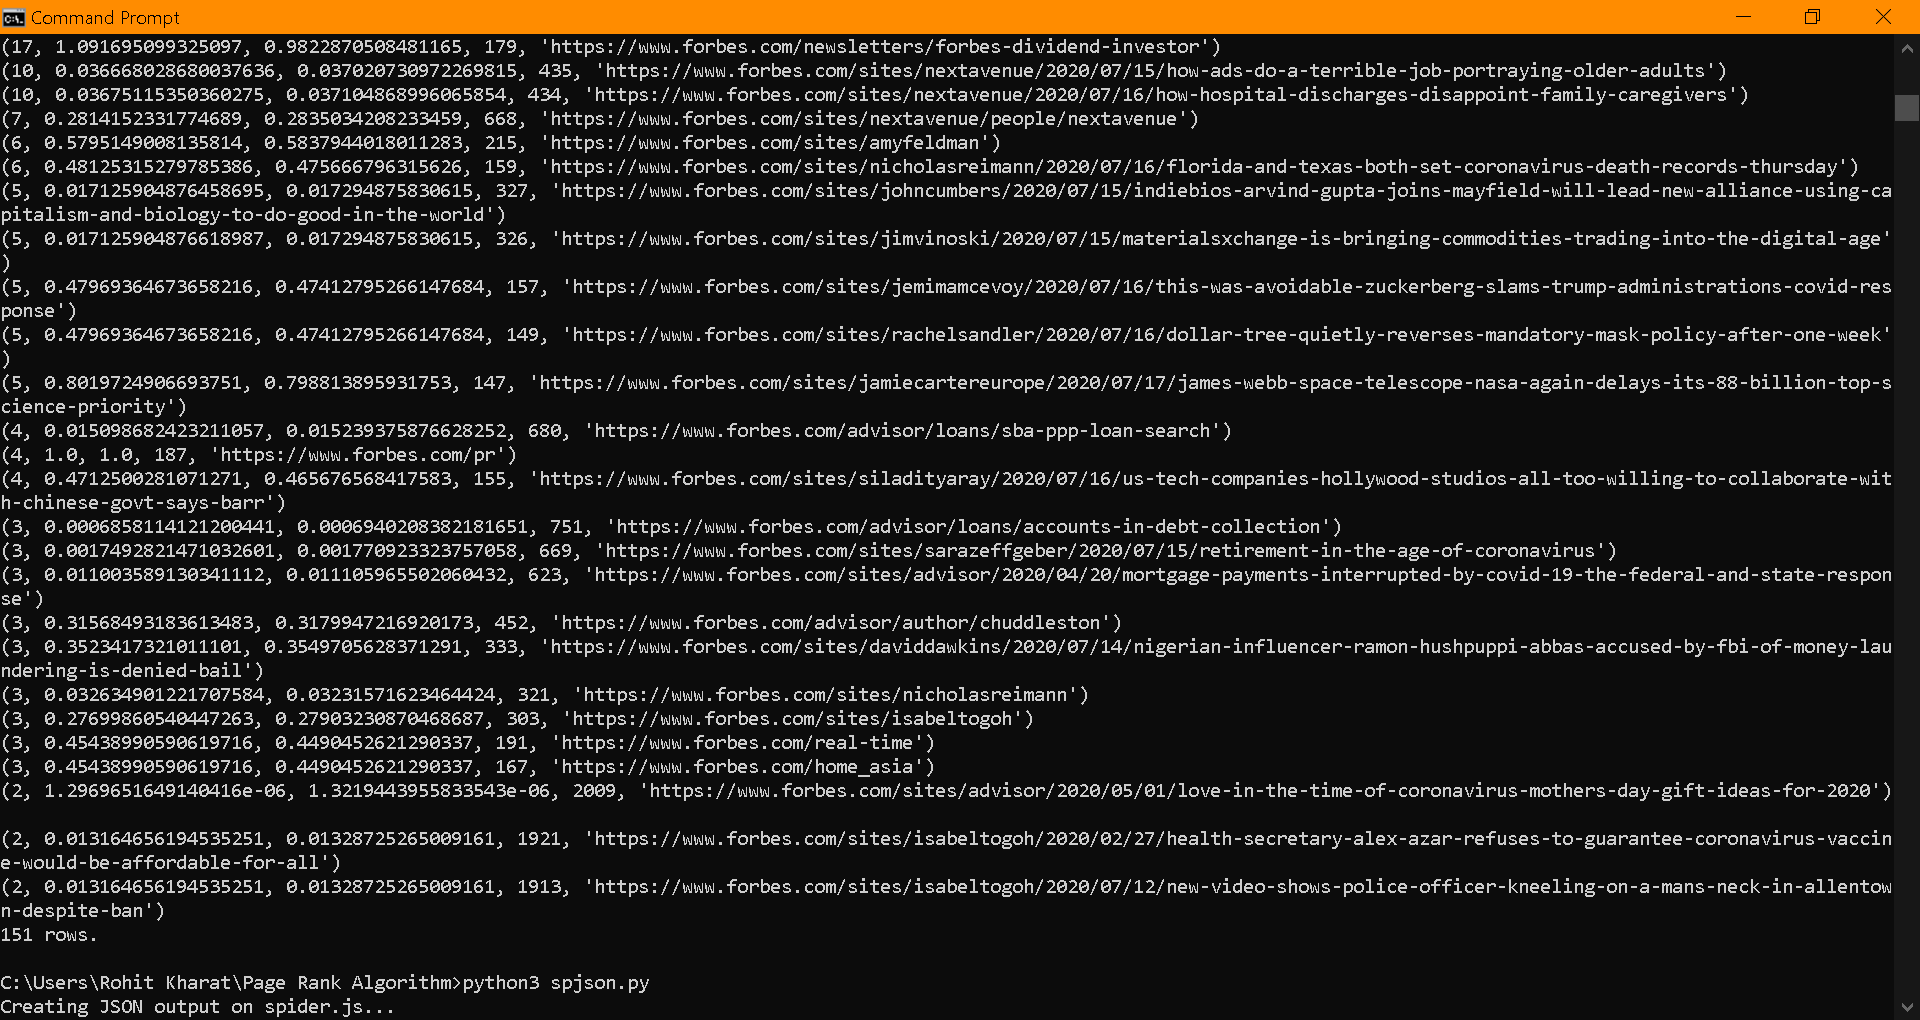 Command Prompt
(17, 1.091695099325097, 0.9822870508481165, 179, 'https://www.forbes.com/newsletters/forbes-dividend-investor')
(10, 0.036668028680037636, 0.037020730972269815, 435, 'https://www.forbes.com/sites/nextavenue/2020/07/15/how-ads-do-a-terrible-job-portraying-older-adults')
(10, 0.03675115350360275, 0.037104868996065854, 434, 'https://www.forbes.com/sites/nextavenue/2020/07/16/how-hospital-discharges-disappoint-family-caregivers')
(7, 0.2814152331774689, 0.2835034208233459, 668, 'https://www.forbes.com/sites/nextavenue/people/nextavenue')
(6, 0.5795149008135814, 0.5837944018011283, 215, 'https://www.forbes.com/sites/amyfeldman')
(6, 0.48125315279785386, 0.475666796315626, 159, 'https://www.forbes.com/sites/nicholasreimann/2020/07/16/florida-and-texas-both-set-coronavirus-death-records-thursday')
(5, 0.017125904876458695, 0.017294875830615, 327, 'https://www.forbes.com/sites/johncumbers/2020/07/15/indiebios-arvind-gupta-joins-mayfield-will-lead-new-alliance-using-ca
pitalism-and-biology-to-do-good-in-the-world')
(5, 0.017125904876618987, 0.017294875830615, 326, 'https://www.forbes.com/sites/jimvinoski/2020/07/15/materialsxchange-is-bringing-commodities-trading-into-the-digital-age'
)
(5, 0.47969364673658216, 0.47412795266147684, 157, 'https://www.forbes.com/sites/jemimamcevoy/2020/07/16/this-was-avoidable-zuckerberg-slams-trump-administrations-covid-res
ponse')
(5, 0.47969364673658216, 0.47412795266147684, 149, 'https://www.forbes.com/sites/rachelsandler/2020/07/16/dollar-tree-quietly-reverses-mandatory-mask-policy-after-one-week'
)
(5, 0.8019724906693751, 0.798813895931753, 147, 'https://www.forbes.com/sites/jamiecartereurope/2020/07/17/james-webb-space-telescope-nasa-again-delays-its-88-billion-top-s
cience-priority')
(4, 0.015098682423211057, 0.015239375876628252, 680, 'https://www.forbes.com/advisor/loans/sba-ppp-loan-search')
(4, 1.0, 1.0, 187, 'https://www.forbes.com/pr')
(4, 0.4712500281071271, 0.465676568417583, 155, 'https://www.forbes.com/sites/siladityaray/2020/07/16/us-tech-companies-hollywood-studios-all-too-willing-to-collaborate-wit
h-chinese-govt-says-barr')
(3, 0.0006858114121200441, 0.0006940208382181651, 751, 'https://www.forbes.com/advisor/loans/accounts-in-debt-collection')
(3, 0.0017492821471032601, 0.0017709233237570​58, 669, 'https://www.forbes.com/sites/sarazeffgeber/2020/07/15/retirement-in-the-age-of-coronavirus')
(3, 0.011003589130341112, 0.011105965502060432, 623, 'https://www.forbes.com/sites/advisor/2020/04/20/mortgage-payments-interrupted-by-covid-19-the-federal-and-state-respon
se')
(3, 0.31568493183613483, 0.3179947216920173, 452, 'https://www.forbes.com/advisor/author/chuddleston')
(3, 0.3523417321011101, 0.3549705628371291, 333, 'https://www.forbes.com/sites/daviddawkins/2020/07/14/nigerian-influencer-ramon-hushpuppi-abbas-accused-by-fbi-of-money-lau
ndering-is-denied-bail')
(3, 0.032634901221707584, 0.03231571623464424, 321, 'https://www.forbes.com/sites/nicholasreimann')
(3, 0.27699860540447263, 0.27903230870468687, 303, 'https://www.forbes.com/sites/isabeltogoh')
(3, 0.45438990590619716, 0.4490452621290337, 191, 'https://www.forbes.com/real-time')
(3, 0.45438990590619716, 0.4490452621290337, 167, 'https://www.forbes.com/home_asia')
(2, 1.2969651649140416e-06, 1.3219443955833543e-06, 2009, 'https://www.forbes.com/sites/advisor/2020/05/01/love-in-the-time-of-coronavirus-mothers-day-gift-ideas-for-2020')
(2, 0.013164656194535251, 0.01328725265009161, 1921, 'https://www.forbes.com/sites/isabeltogoh/2020/02/27/health-secretary-alex-azar-refuses-to-guarantee-coronavirus-vaccin
e-would-be-affordable-for-all')
(2, 0.013164656194535251, 0.01328725265009161, 1913, 'https://www.forbes.com/sites/isabeltogoh/2020/07/12/new-video-shows-police-officer-kneeling-on-a-mans-neck-in-allentow
n-despite-ban')
151 rows.
C:\Users\Rohit Kharat\Page Rank Algorithm>python3 spjson.py
Creating JSON output on spider.js...